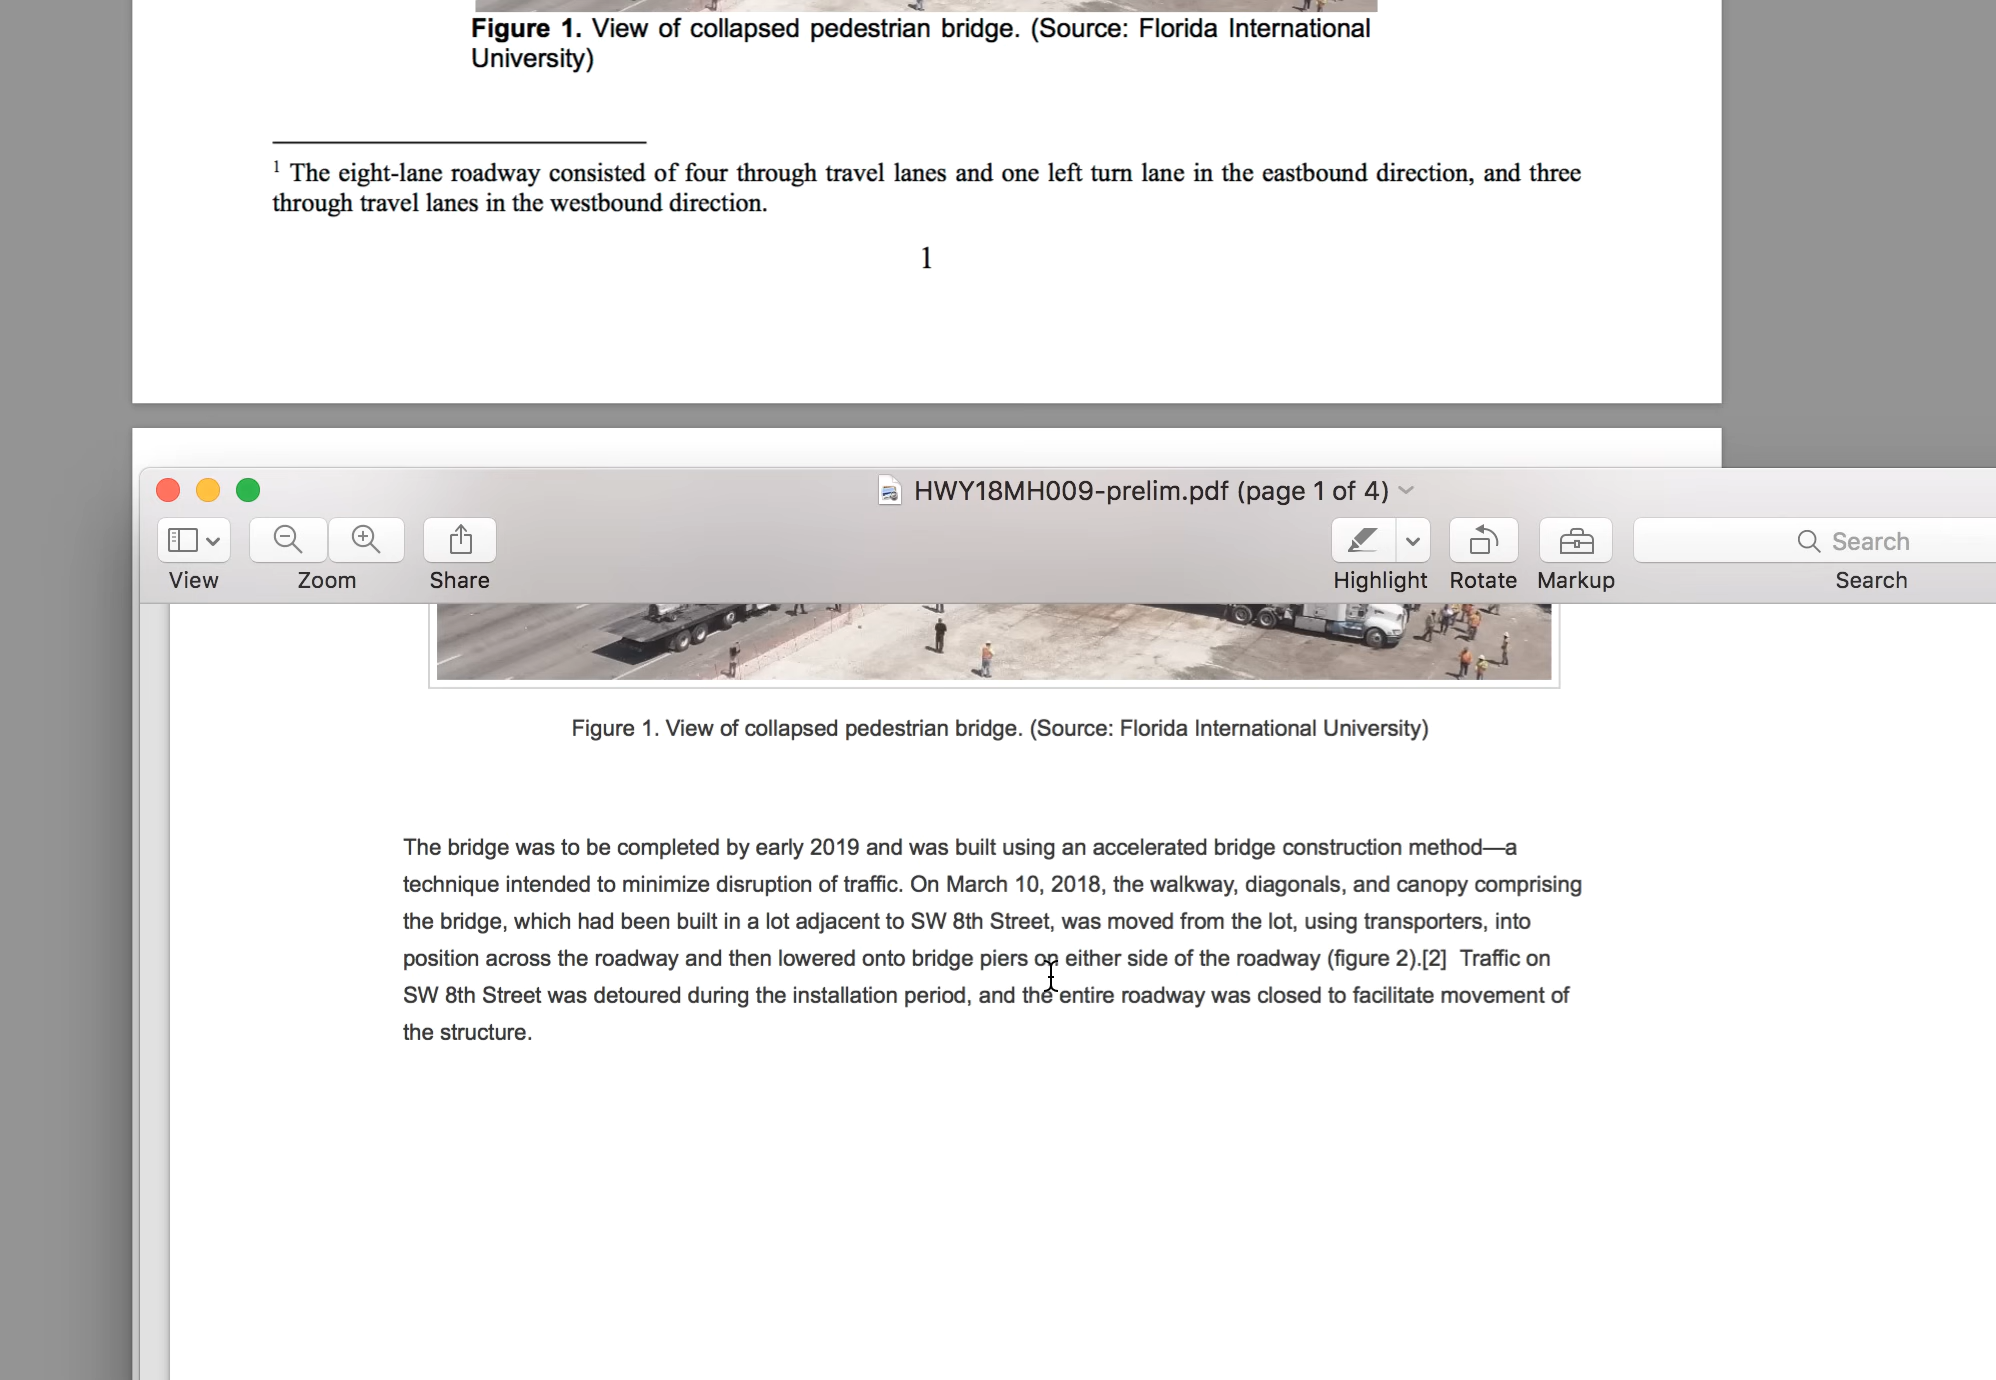 Figure 1. View of collapsed pedestrian bridge. (Source: Florida International
University)
1 The eight-lane roadway consisted of four through travel lanes and one left turn lane in the eastbound direction, and three
through travel lanes in the westbound direction.
1
HWY18MH009-prelim.pdf (page 1 of 4)
View Zoom Share Highlight Rotate Markup Search
Search
Figure 1. View of collapsed pedestrian bridge. (Source: Florida International University)
The bridge was to be completed by early 2019 and was built using an accelerated bridge construction method—a
technique intended to minimize disruption of traffic. On March 10, 2018, the walkway, diagonals, and canopy comprising
the bridge, which had been built in a lot adjacent to SW 8th Street, was moved from the lot, using transporters, into
position across the roadway and then lowered onto bridge piers on either side of the roadway (figure 2).[2] Traffic on
SW 8th Street was detoured during the installation period, and the entire roadway was closed to facilitate movement of
the structure.